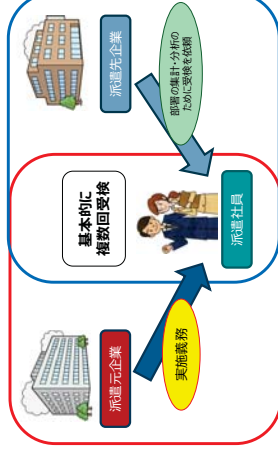 派遣元企業
実施義務
基本的に
複数回受検
派遣社員
派遣先企業
部署の集計・分析の
ために受検を依頼